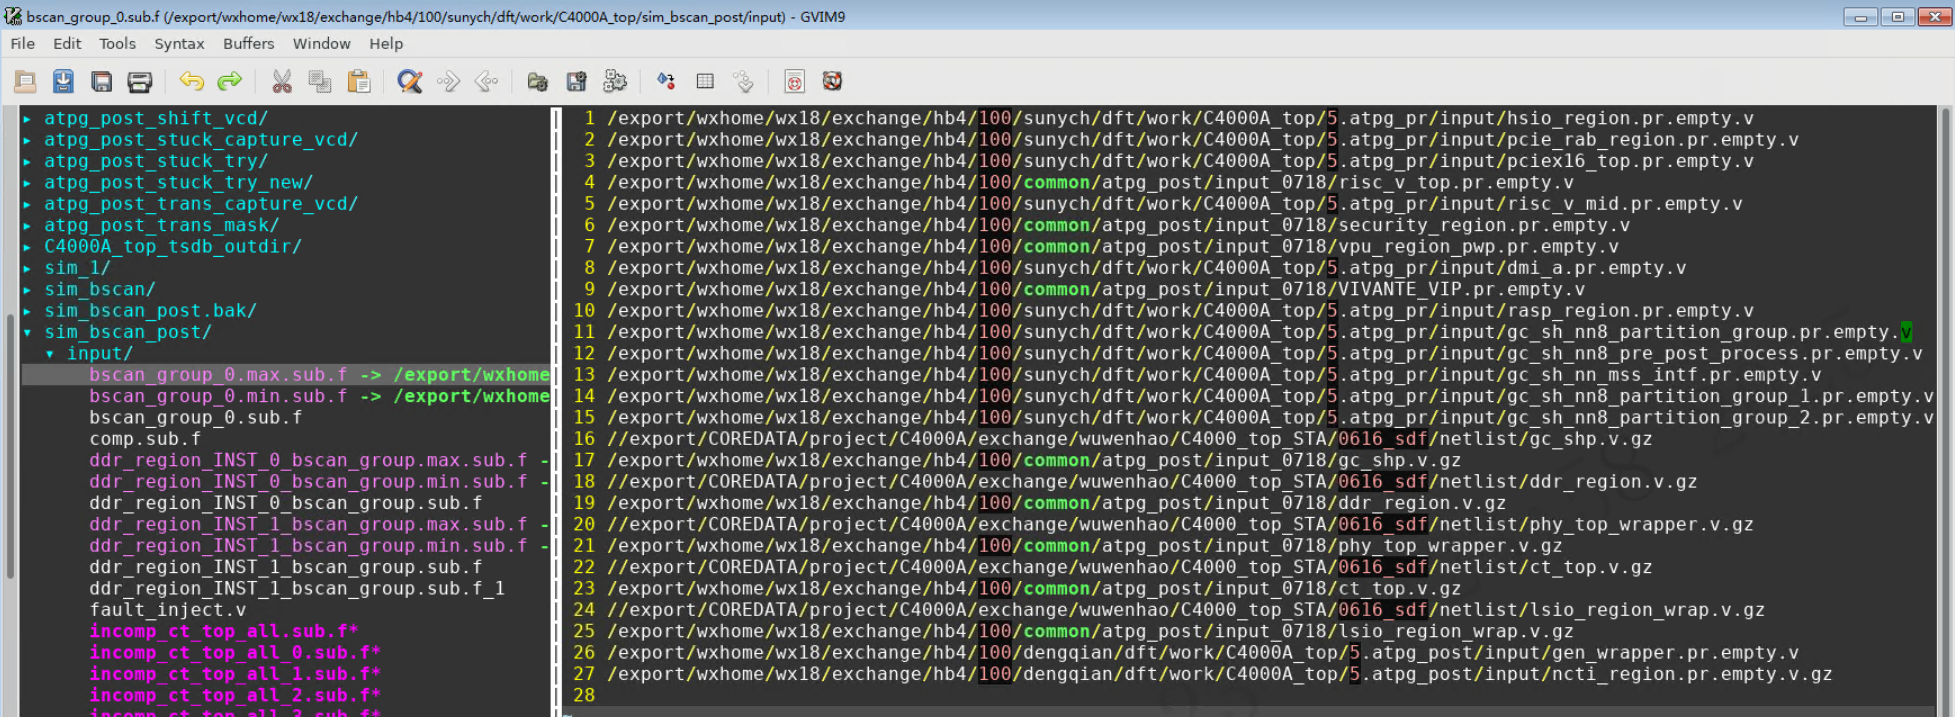 bscan_group_0.sub.f (/export/wxhome/wx18/exchange/hb4/100/sunych/dft/work/C4000A_top/sim_bscan_post/input) - GVIM9
File Edit Tools Syntax Buffers Window Help
▸ atpg_post_shift_vcd/
▸ atpg_post_stuck_capture_vcd/
▸ atpg_post_stuck_try/
▸ atpg_post_stuck_try_new/
▸ atpg_post_trans_capture_vcd/
▸ atpg_post_trans_mask/
▸ C4000A_top_tsdb_outdir/
▸ sim_1/
▸ sim_bscan/
▸ sim_bscan_post.bak/
▾ sim_bscan_post/
▾ input/
bscan_group_0.max.sub.f -> /export/wxhome
bscan_group_0.min.sub.f -> /export/wxhome
bscan_group_0.sub.f
comp.sub.f
ddr_region_INST_0_bscan_group.max.sub.f -
ddr_region_INST_0_bscan_group.min.sub.f -
ddr_region_INST_0_bscan_group.sub.f
ddr_region_INST_1_bscan_group.max.sub.f -
ddr_region_INST_1_bscan_group.min.sub.f -
ddr_region_INST_1_bscan_group.sub.f
ddr_region_INST_1_bscan_group.sub.f_1
fault_inject.v
incomp_ct_top_all.sub.f*
incomp_ct_top_all_0.sub.f*
incomp_ct_top_all_1.sub.f*
incomp_ct_top_all_2.sub.f*
incomp_ct_top_all_3.sub.f*
1 /export/wxhome/wx18/exchange/hb4/100/sunych/dft/work/C4000A_top/5.atpg_pr/input/hsio_region.pr.empty.v
2 /export/wxhome/wx18/exchange/hb4/100/sunych/dft/work/C4000A_top/5.atpg_pr/input/pcie_rab_region.pr.empty.v
3 /export/wxhome/wx18/exchange/hb4/100/sunych/dft/work/C4000A_top/5.atpg_pr/input/pciex16_top.pr.empty.v
4 /export/wxhome/wx18/exchange/hb4/100/common/atpg_post/input_0718/risc_v_top.pr.empty.v
5 /export/wxhome/wx18/exchange/hb4/100/sunych/dft/work/C4000A_top/5.atpg_pr/input/risc_v_mid.pr.empty.v
6 /export/wxhome/wx18/exchange/hb4/100/common/atpg_post/input_0718/security_region.pr.empty.v
7 /export/wxhome/wx18/exchange/hb4/100/common/atpg_post/input_0718/vpu_region_pwp.pr.empty.v
8 /export/wxhome/wx18/exchange/hb4/100/sunych/dft/work/C4000A_top/5.atpg_pr/input/dmi_a.pr.empty.v
9 /export/wxhome/wx18/exchange/hb4/100/common/atpg_post/input_0718/VIVANTE_VIP.pr.empty.v
10 /export/wxhome/wx18/exchange/hb4/100/sunych/dft/work/C4000A_top/5.atpg_pr/input/rasp_region.pr.empty.v
11 /export/wxhome/wx18/exchange/hb4/100/sunych/dft/work/C4000A_top/5.atpg_pr/input/gc_sh_nn8_partition_group.pr.empty.v
12 /export/wxhome/wx18/exchange/hb4/100/sunych/dft/work/C4000A_top/5.atpg_pr/input/gc_sh_nn8_pre_post_process.pr.empty.v
13 /export/wxhome/wx18/exchange/hb4/100/sunych/dft/work/C4000A_top/5.atpg_pr/input/gc_sh_nn_mss_intf.pr.empty.v
14 /export/wxhome/wx18/exchange/hb4/100/sunych/dft/work/C4000A_top/5.atpg_pr/input/gc_sh_nn8_partition_group_1.pr.empty.v
15 /export/wxhome/wx18/exchange/hb4/100/sunych/dft/work/C4000A_top/5.atpg_pr/input/gc_sh_nn8_partition_group_2.pr.empty.v
16 //export/COREDATA/project/C4000A/exchange/wuwenhao/C4000_top_STA/0616_sdf/netlist/gc_shp.v.gz
17 /export/wxhome/wx18/exchange/hb4/100/common/atpg_post/input_0718/gc_shp.v.gz
18 //export/COREDATA/project/C4000A/exchange/wuwenhao/C4000_top_STA/0616_sdf/netlist/ddr_region.v.gz
19 /export/wxhome/wx18/exchange/hb4/100/common/atpg_post/input_0718/ddr_region.v.gz
20 //export/COREDATA/project/C4000A/exchange/wuwenhao/C4000_top_STA/0616_sdf/netlist/phy_top_wrapper.v.gz
21 /export/wxhome/wx18/exchange/hb4/100/common/atpg_post/input_0718/phy_top_wrapper.v.gz
22 //export/COREDATA/project/C4000A/exchange/wuwenhao/C4000_top_STA/0616_sdf/netlist/ct_top.v.gz
23 /export/wxhome/wx18/exchange/hb4/100/common/atpg_post/input_0718/ct_top.v.gz
24 //export/COREDATA/project/C4000A/exchange/wuwenhao/C4000_top_STA/0616_sdf/netlist/lsio_region_wrap.v.gz
25 /export/wxhome/wx18/exchange/hb4/100/common/atpg_post/input_0718/lsio_region_wrap.v.gz
26 /export/wxhome/wx18/exchange/hb4/100/dengqian/dft/work/C4000A_top/5.atpg_post/input/gen_wrapper.pr.empty.v
27 /export/wxhome/wx18/exchange/hb4/100/dengqian/dft/work/C4000A_top/5.atpg_post/input/ncti_region.pr.empty.v.gz
28